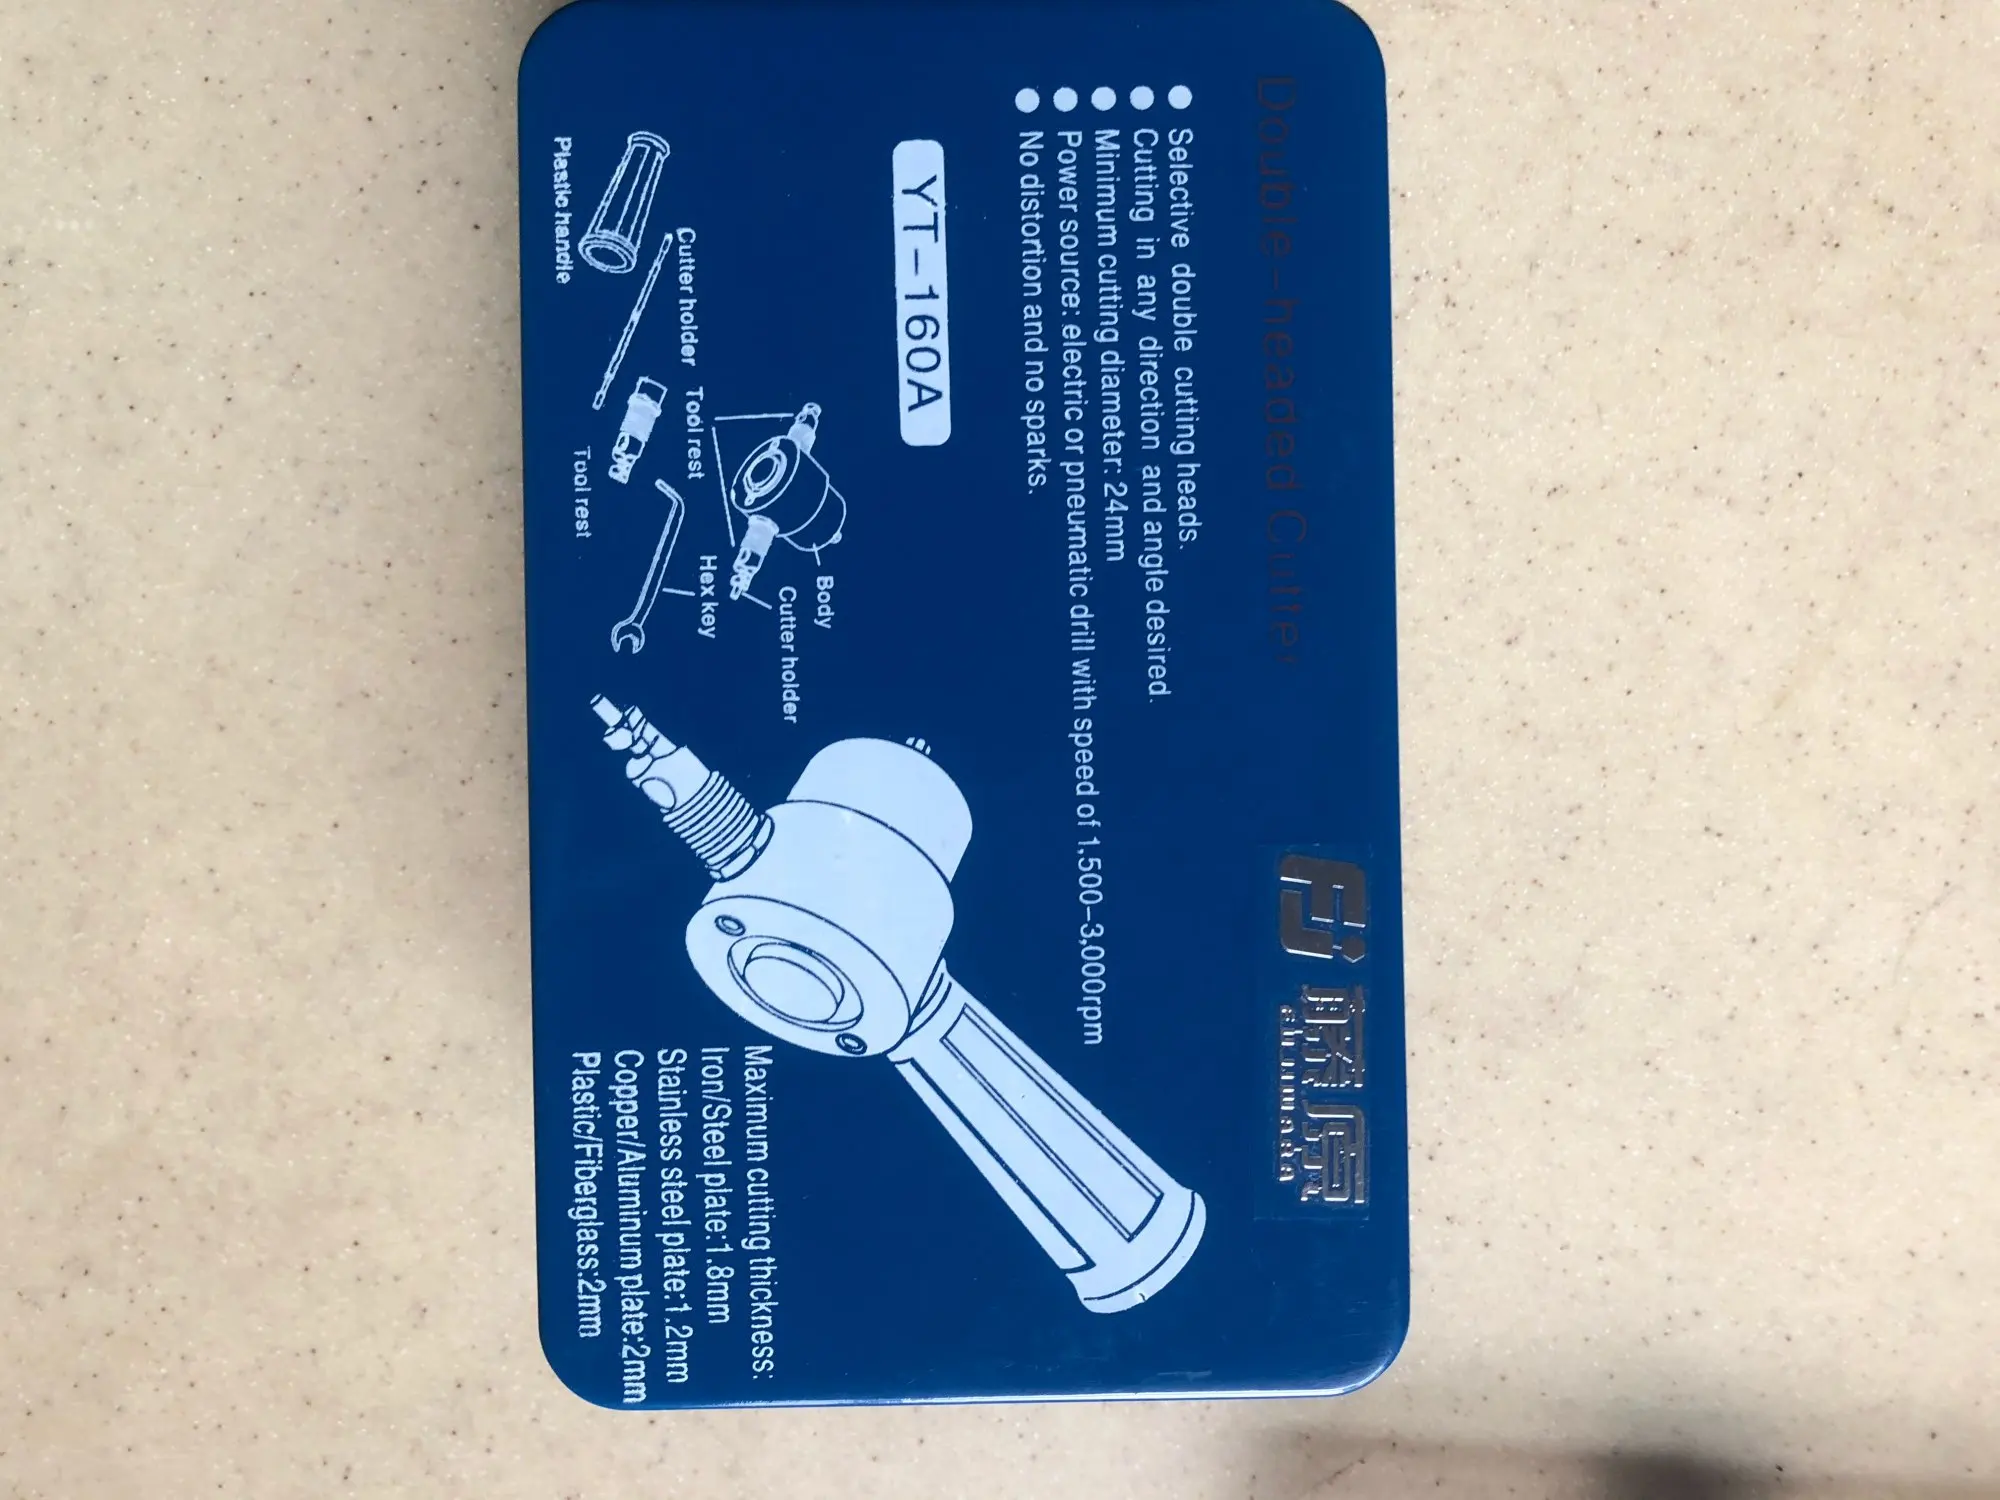 Double-headed Cutter
● Selective double cutting heads.
● Cutting in any direction and angle desired.
● Minimum cutting diameter: 24mm
● Power source: electric or pneumatic drill with speed of 1,500-3,000rpm
● No distortion and no sparks.
YT-160A
Body
Cutter holder
Tool rest
Hex key
Cutter holder
Tool rest
Plastic handle
Maximum cutting thickness:
Iron/Steel plate:1.8mm
Stainless steel plate:1.2mm
Copper/Aluminum plate:2mm
Plastic/Fiberglass:2mm